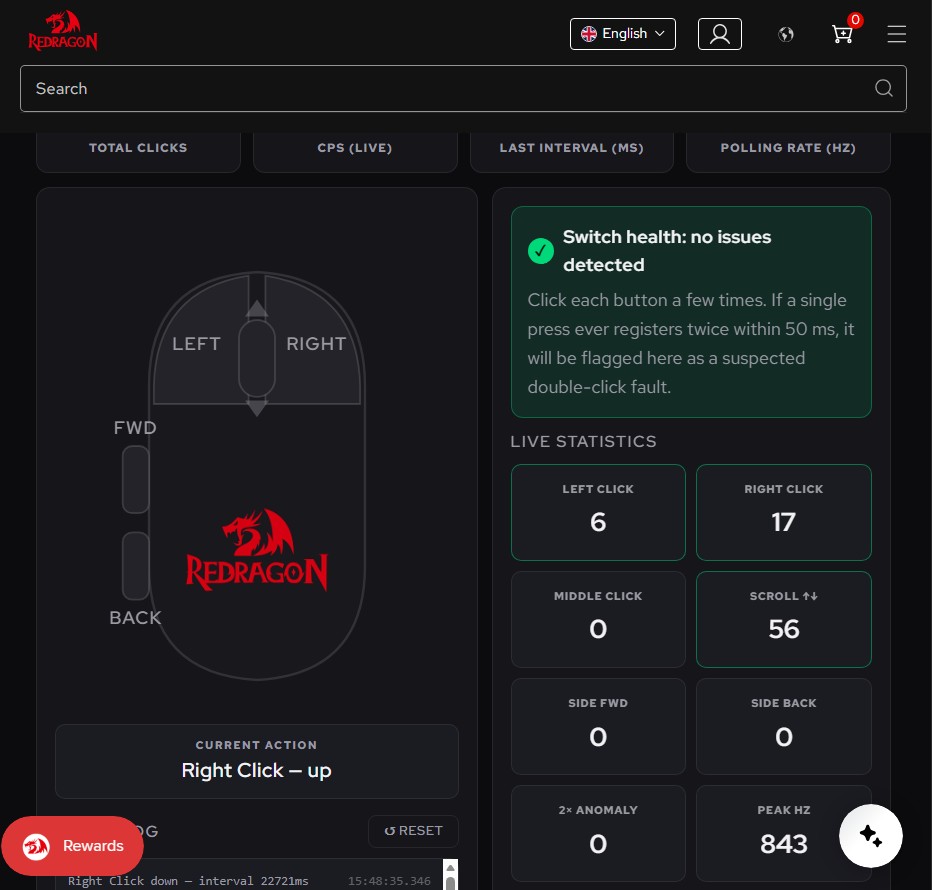 REDRAGON
English
0
Search
TOTAL CLICKS
CPS (LIVE)
LAST INTERVAL (MS)
POLLING RATE (HZ)
LEFT
RIGHT
FWD
BACK
REDRAGON
CURRENT ACTION
Right Click — up
OG
↺ RESET
Rewards
Right Click down — interval 22721ms 15:48:35.346
Switch health: no issues
detected
Click each button a few times. If a single
press ever registers twice within 50 ms, it
will be flagged here as a suspected
double-click fault.
LIVE STATISTICS
LEFT CLICK
6
RIGHT CLICK
17
MIDDLE CLICK
0
SCROLL ↑↓
56
SIDE FWD
0
SIDE BACK
0
2× ANOMALY
0
PEAK HZ
843